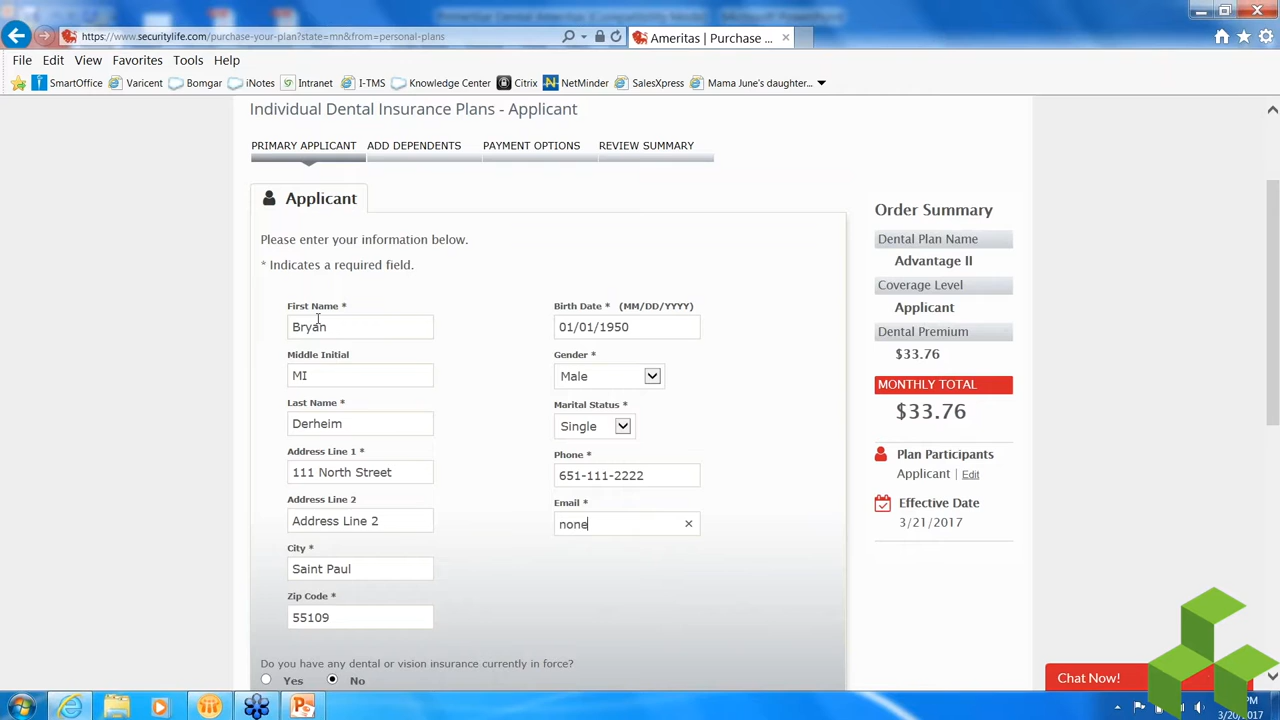 https://www.securitylife.com/purchase-your-plan?state=mn&from=personal-plans
Ameritas | Purchase ...
File Edit View Favorites Tools Help
SmartOffice Varicent Bomgar iNotes Intranet I-TMS Knowledge Center Citrix NetMinder SalesXpress Mama June's daughter...
Individual Dental Insurance Plans - Applicant
PRIMARY APPLICANT ADD DEPENDENTS PAYMENT OPTIONS REVIEW SUMMARY
Applicant
Please enter your information below.
* Indicates a required field.
First Name *
Bryan
Middle Initial
MI
Last Name *
Derheim
Address Line 1 *
111 North Street
Address Line 2
Address Line 2
City *
Saint Paul
Zip Code *
55109
Birth Date * (MM/DD/YYYY)
01/01/1950
Gender *
Male
Marital Status *
Single
Phone *
651-111-2222
Email *
none
Do you have any dental or vision insurance currently in force?
Yes No
Order Summary
Dental Plan Name
Advantage II
Coverage Level
Applicant
Dental Premium
$33.76
MONTHLY TOTAL
$33.76
Plan Participants
Applicant | Edit
Effective Date
3/21/2017
Chat Now!
PM
3/20/2017